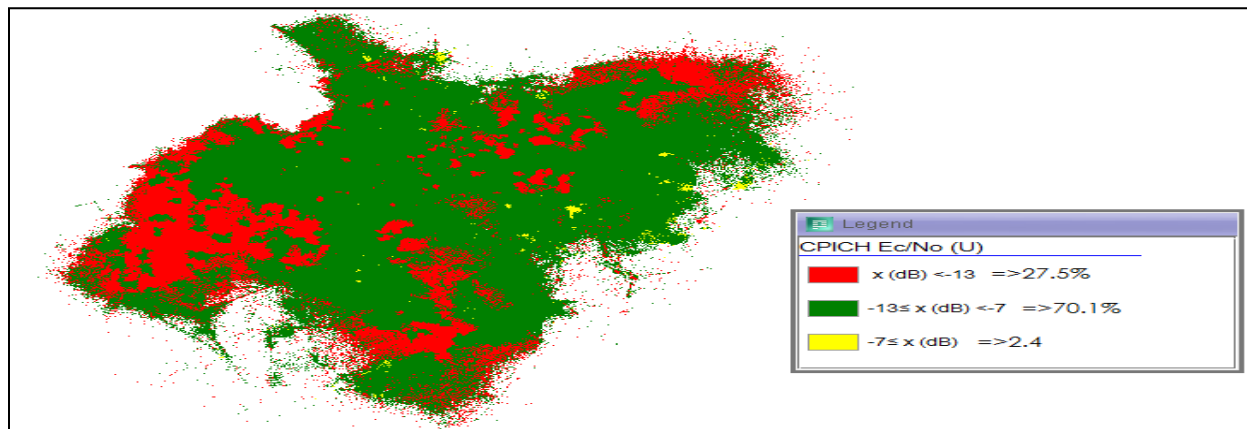 Legend
CPICH Ec/No (U)
x (dB) <-13 =>27.5%
-13≤ x (dB) <-7 =>70.1%
-7≤ x (dB) =>2.4